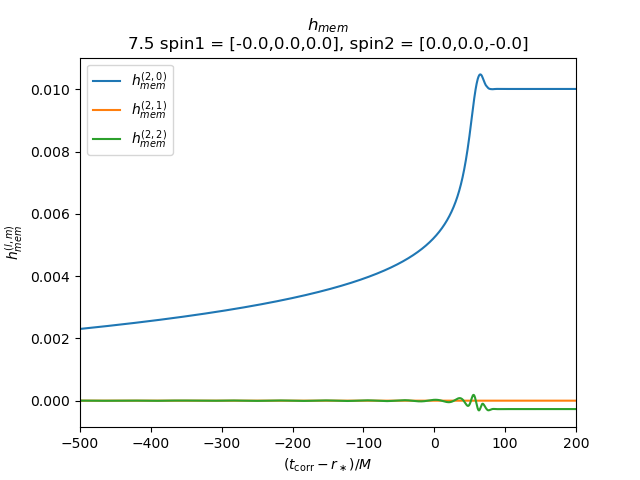 h_mem
7.5 spin1 = [-0.0,0.0,0.0], spin2 = [0.0,0.0,-0.0]
h_mem^(2,0)
h_mem^(2,1)
h_mem^(2,2)
h_mem^(l,m)
0.010
0.008
0.006
0.004
0.002
0.000
−500 −400 −300 −200 −100 0 100 200
(t_corr − r_∗)/M